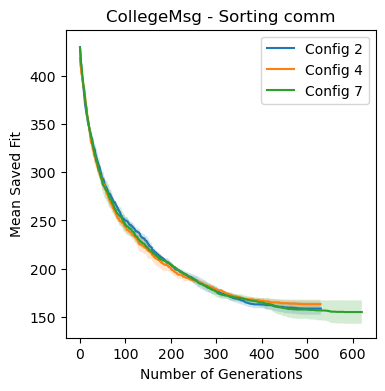 CollegeMsg - Sorting comm
Config 2
Config 4
Config 7
Mean Saved Fit
400
350
300
250
200
150
0 100 200 300 400 500 600
Number of Generations